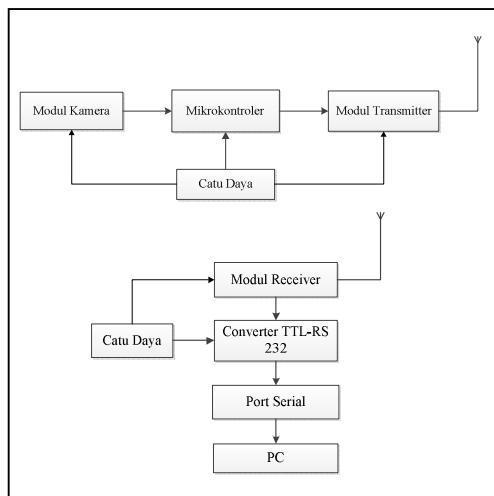 Modul Kamera
Mikrokontroler
Modul Transmitter
Catu Daya
Modul Receiver
Catu Daya
Converter TTL-RS
232
Port Serial
PC